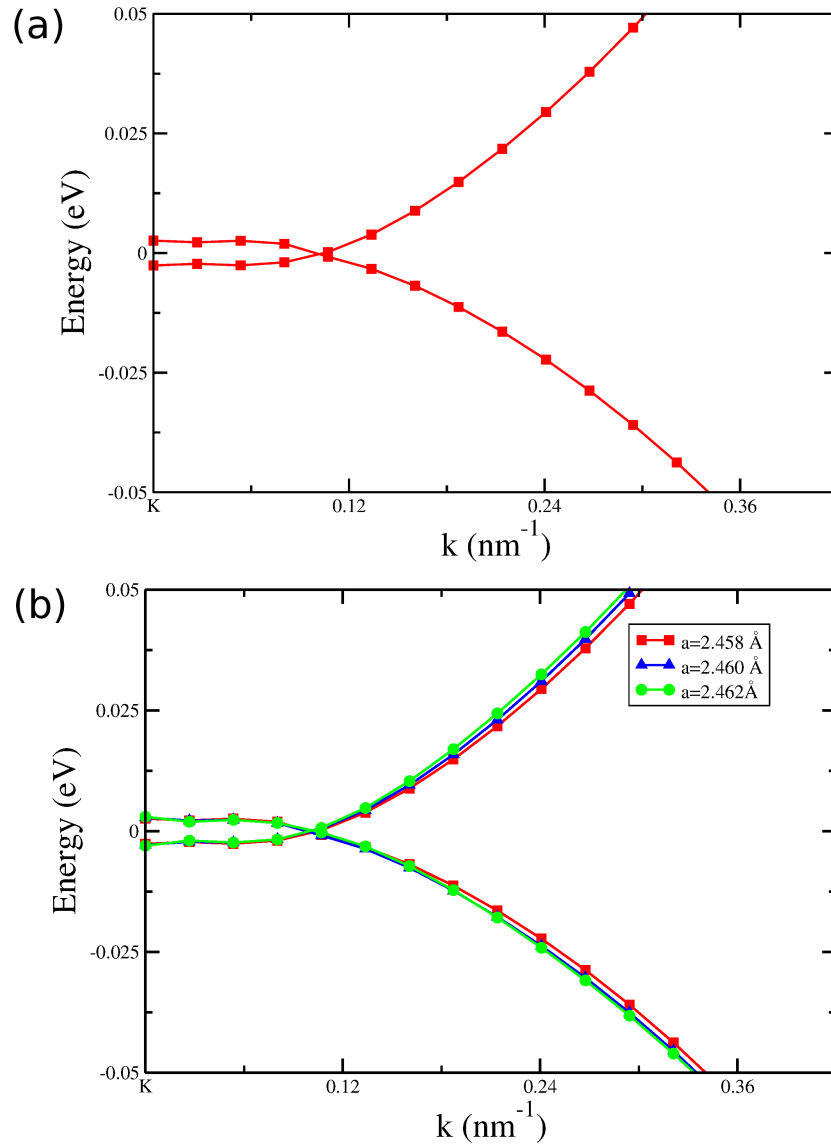 (a)
0.05
0.025
0
-0.025
-0.05
Energy (eV)
K
0.12
0.24
0.36
k (nm⁻¹)
(b)
0.05
0.025
0
-0.025
-0.05
Energy (eV)
a=2.458 Å
a=2.460 Å
a=2.462Å
K
0.12
0.24
0.36
k (nm⁻¹)